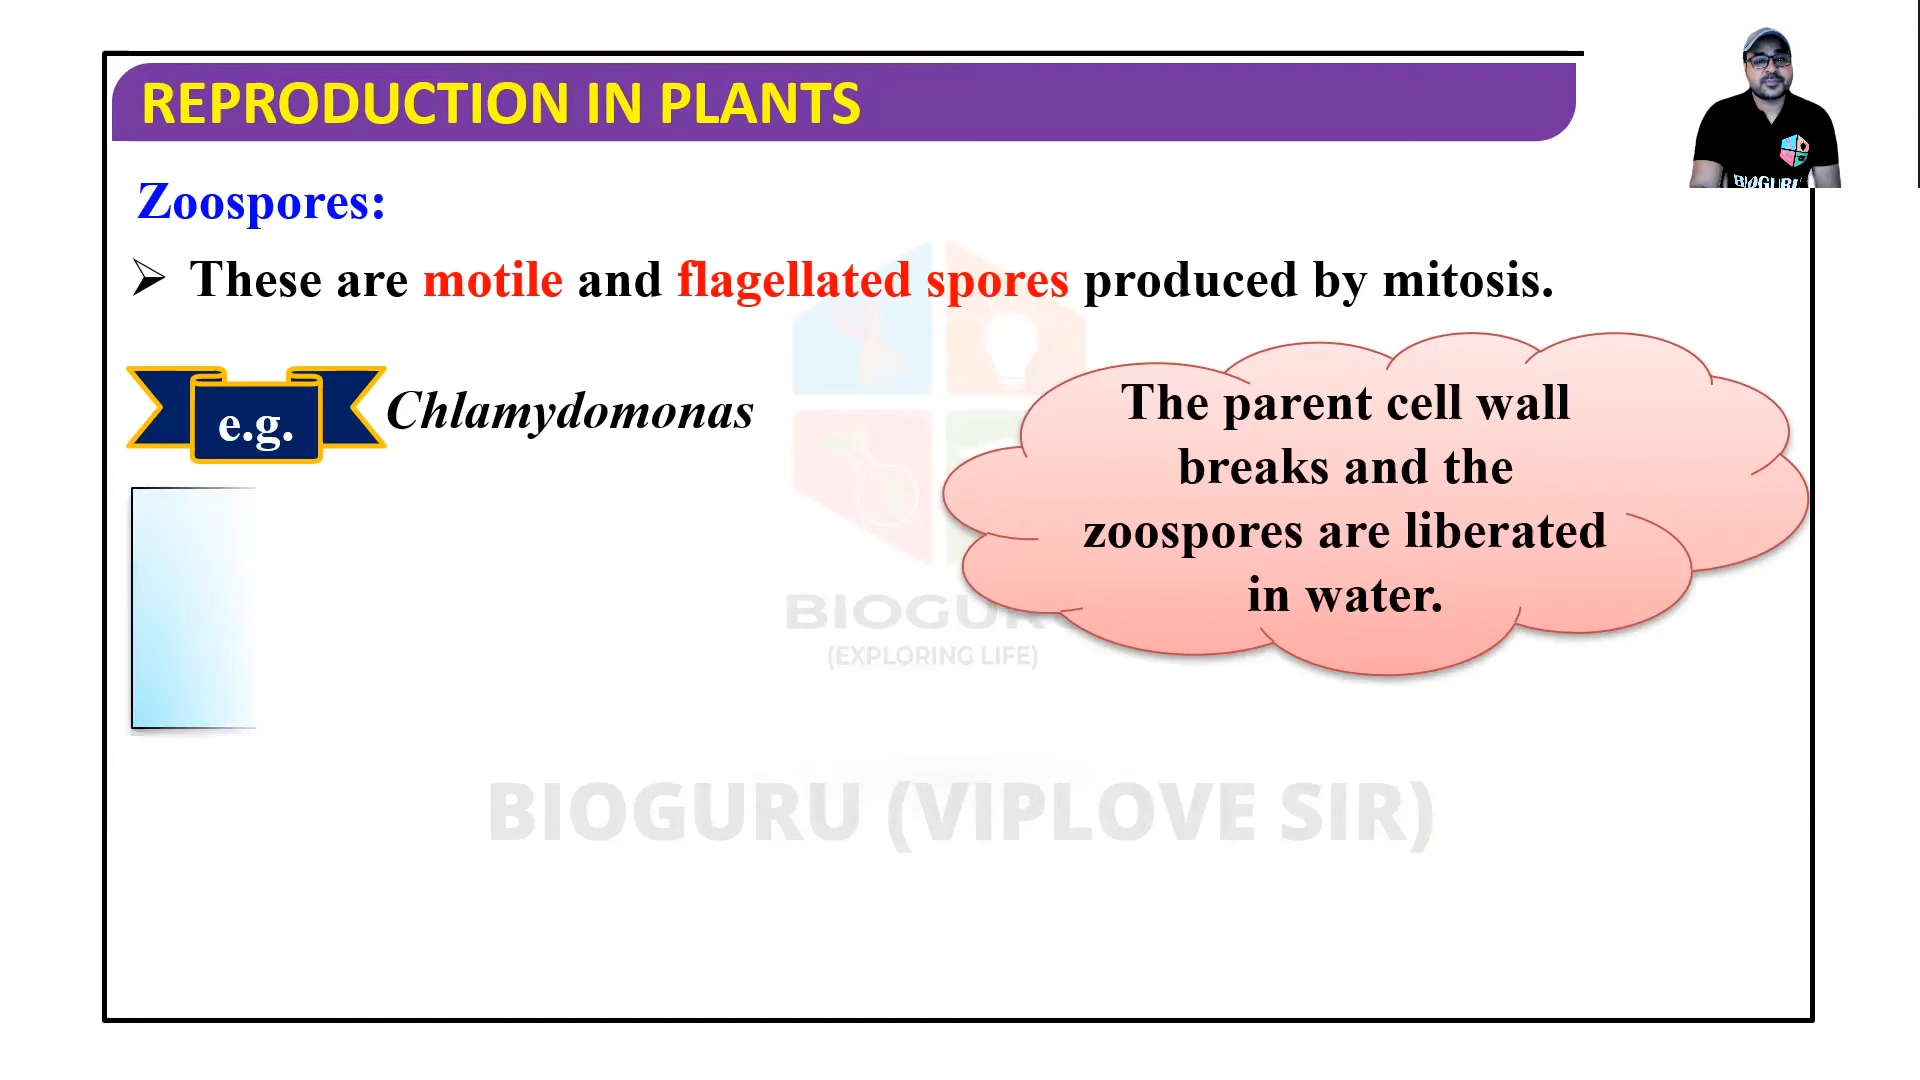 REPRODUCTION IN PLANTS
Zoospores:
➢ These are motile and flagellated spores produced by mitosis.
e.g. Chlamydomonas
The parent cell wall
breaks and the
zoospores are liberated
in water.
BIOGURU
(EXPLORING LIFE)
BIOGURU (VIPLOVE SIR)
BIOGURU